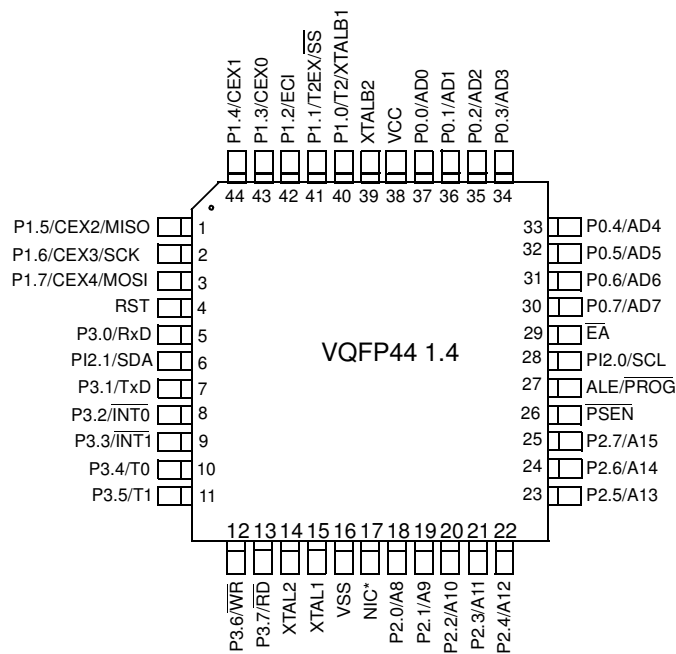 P1.4/CEX1
P1.3/CEX0
P1.2/ECI
P1.1/T2EX/S̅S̅
P1.0/T2/XTALB1
XTALB2
VCC
P0.0/AD0
P0.1/AD1
P0.2/AD2
P0.3/AD3
44 43 42 41 40 39 38 37 36 35 34
P1.5/CEX2/MISO 1
P1.6/CEX3/SCK 2
P1.7/CEX4/MOSI 3
RST 4
P3.0/RxD 5
PI2.1/SDA 6
P3.1/TxD 7
P3.2/I̅N̅T̅0̅ 8
P3.3/I̅N̅T̅1̅ 9
P3.4/T0 10
P3.5/T1 11
VQFP44 1.4
33 P0.4/AD4
32 P0.5/AD5
31 P0.6/AD6
30 P0.7/AD7
29 E̅A̅
28 PI2.0/SCL
27 ALE/P̅R̅O̅G̅
26 P̅S̅E̅N̅
25 P2.7/A15
24 P2.6/A14
23 P2.5/A13
12 13 14 15 16 17 18 19 20 21 22
P3.6/W̅R̅
P3.7/R̅D̅
XTAL2
XTAL1
VSS
NIC*
P2.0/A8
P2.1/A9
P2.2/A10
P2.3/A11
P2.4/A12